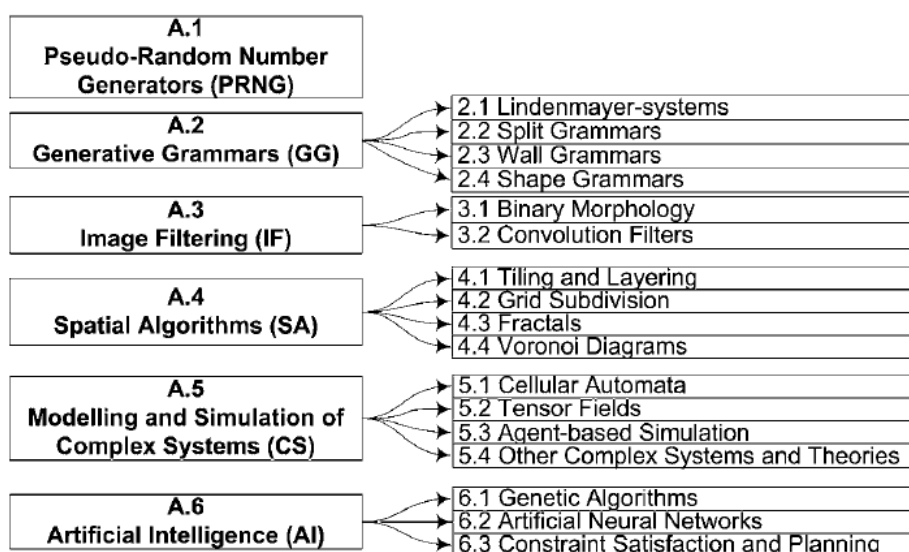 A.1
Pseudo-Random Number
Generators (PRNG)
A.2
Generative Grammars (GG)
2.1 Lindenmayer-systems
2.2 Split Grammars
2.3 Wall Grammars
2.4 Shape Grammars
A.3
Image Filtering (IF)
3.1 Binary Morphology
3.2 Convolution Filters
A.4
Spatial Algorithms (SA)
4.1 Tiling and Layering
4.2 Grid Subdivision
4.3 Fractals
4.4 Voronoi Diagrams
A.5
Modelling and Simulation of
Complex Systems (CS)
5.1 Cellular Automata
5.2 Tensor Fields
5.3 Agent-based Simulation
5.4 Other Complex Systems and Theories
A.6
Artificial Intelligence (AI)
6.1 Genetic Algorithms
6.2 Artificial Neural Networks
6.3 Constraint Satisfaction and Planning